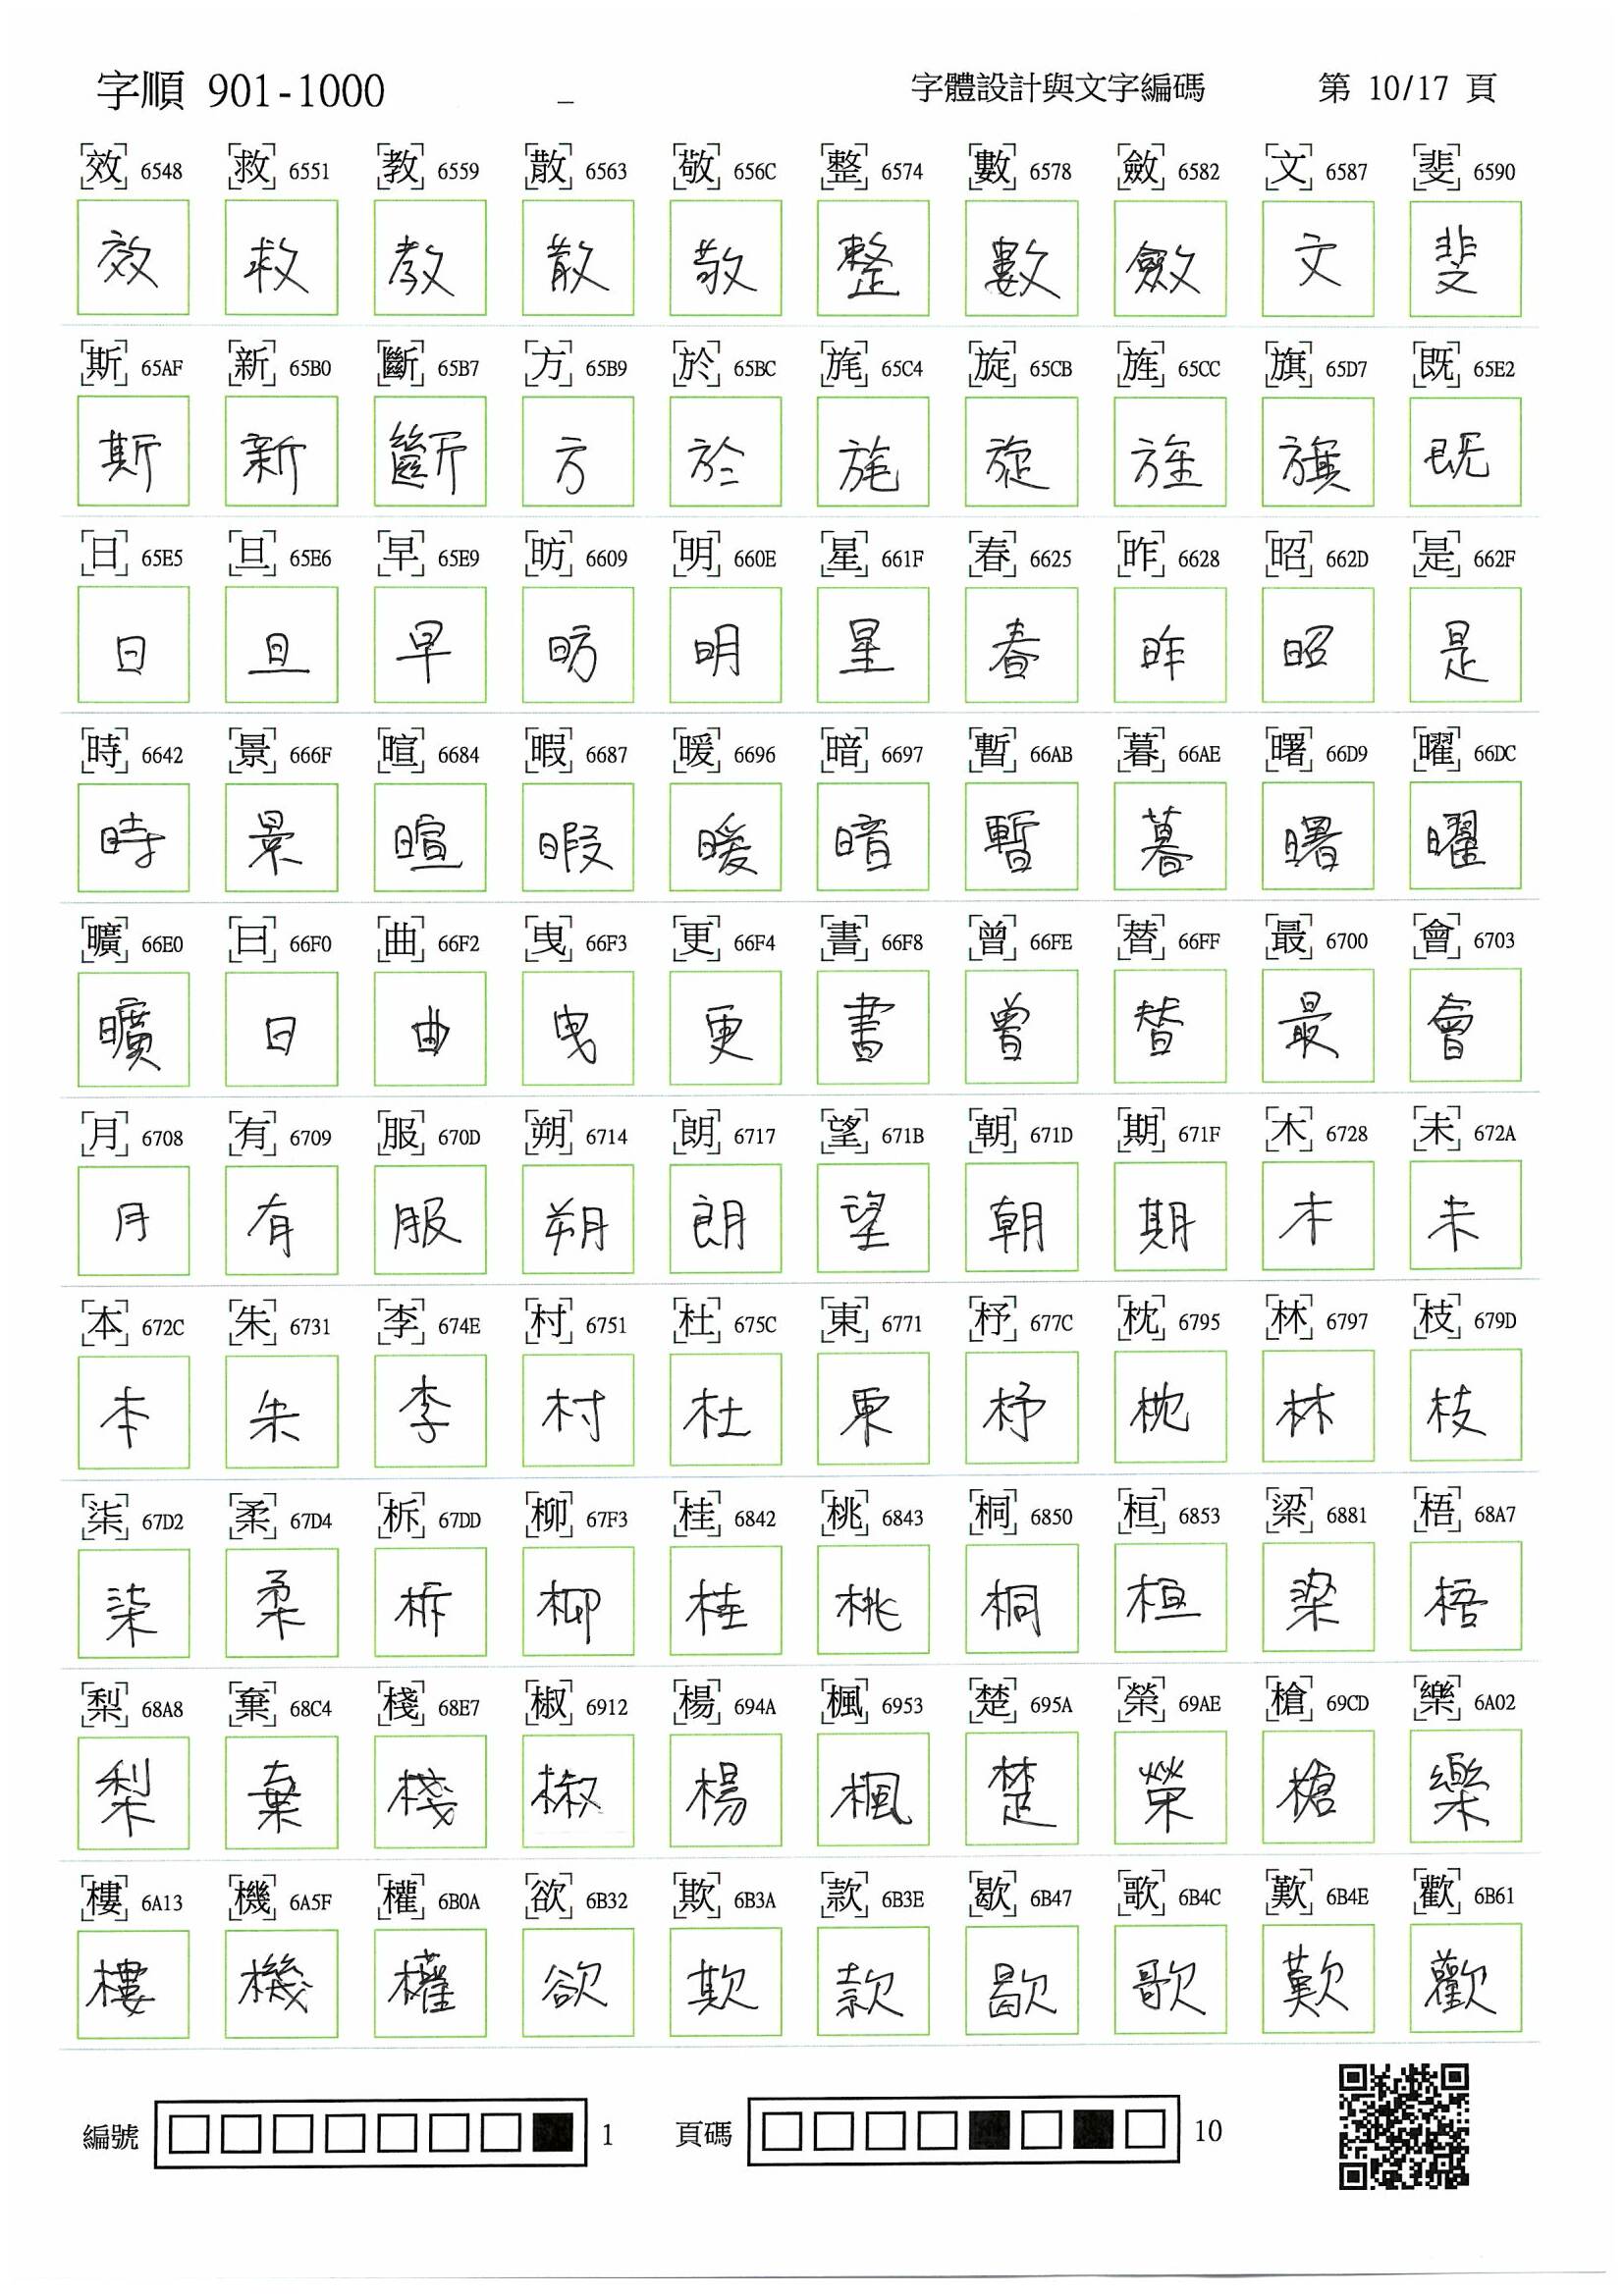 字順 901-1000 字體設計與文字編碼 第 10/17 頁
效 6548 救 6551 教 6559 散 6563 敬 656C 整 6574 數 6578 斂 6582 文 6587 斐 6590
效 救 教 散 敬 整 數 斂 文 斐
斯 65AF 新 65B0 斷 65B7 方 65B9 於 65BC 旄 65C4 旋 65CB 旌 65CC 旗 65D7 既 65E2
斯 新 斷 方 於 旄 旋 旌 旗 既
日 65E5 旦 65E6 早 65E9 昉 6609 明 660E 星 661F 春 6625 昨 6628 昭 662D 是 662F
日 旦 早 昉 明 星 春 昨 昭 是
時 6642 景 666F 暄 6684 暇 6687 暖 6696 暗 6697 暫 66AB 暮 66AE 曙 66D9 曜 66DC
時 景 暄 暇 暖 暗 暫 暮 曙 曜
曠 66E0 曰 66F0 曲 66F2 曳 66F3 更 66F4 書 66F8 曾 66FE 替 66FF 最 6700 會 6703
曠 曰 曲 曳 更 書 曾 替 最 會
月 6708 有 6709 服 670D 朔 6714 朗 6717 望 671B 朝 671D 期 671F 木 6728 未 672A
月 有 服 朔 朗 望 朝 期 木 未
本 672C 朱 6731 李 674E 村 6751 杜 675C 東 6771 杼 677C 枕 6795 林 6797 枝 679D
本 朱 李 村 杜 東 杼 枕 林 枝
柒 67D2 柔 67D4 柝 67DD 柳 67F3 桂 6842 桃 6843 桐 6850 桓 6853 梁 6881 梧 68A7
柒 柔 柝 柳 桂 桃 桐 桓 梁 梧
梨 68A8 棄 68C4 棧 68E7 椒 6912 楊 694A 楓 6953 楚 695A 榮 69AE 槍 69CD 樂 6A02
梨 棄 棧 椒 楊 楓 楚 榮 槍 樂
樓 6A13 機 6A5F 權 6B0A 欲 6B32 欺 6B3A 款 6B3E 歇 6B47 歌 6B4C 歎 6B4E 歡 6B61
樓 機 權 欲 欺 款 歇 歌 歎 歡
編號 1 頁碼 10